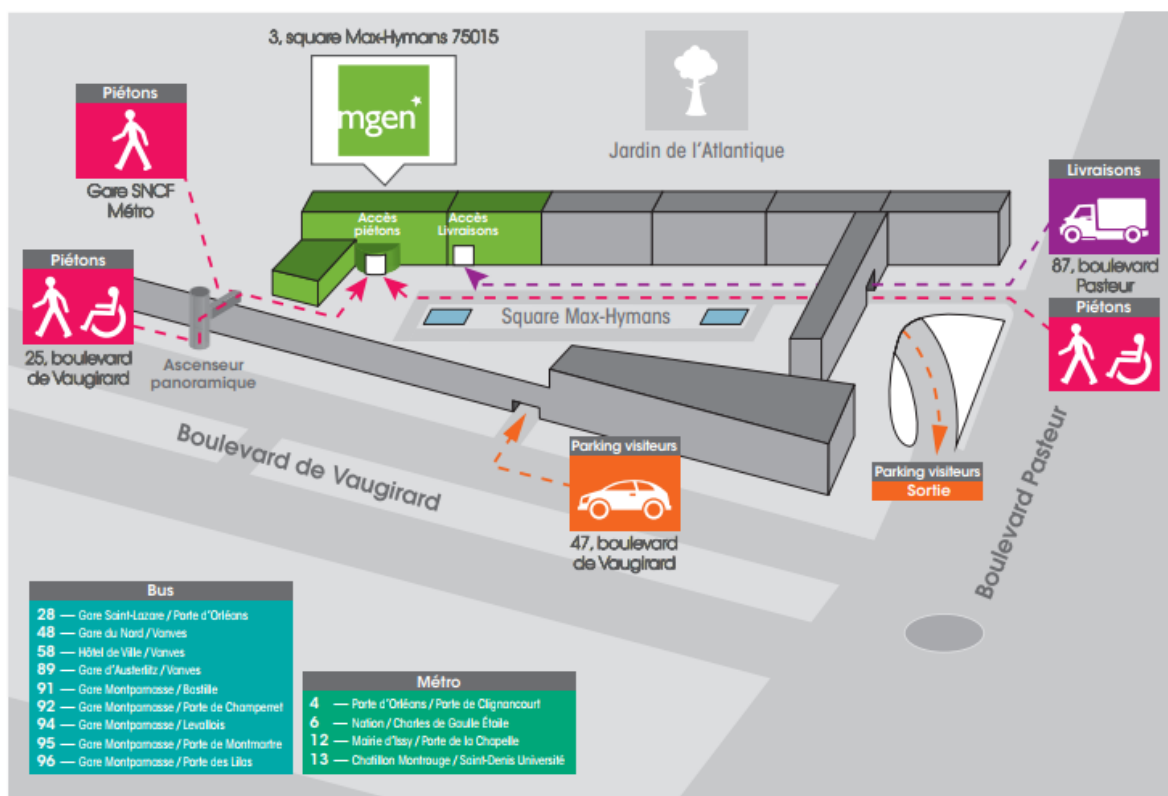 3, square Max-Hymans 75015
mgen*
Piétons
Gare SNCF
Métro
Jardin de l'Atlantique
Livraisons
87, boulevard
Pasteur
Accès
piétons
Accès
Livraisons
Piétons
25, boulevard
de Vaugirard
Ascenseur
panoramique
Square Max-Hymans
Piétons
Boulevard de Vaugirard
Parking visiteurs
47, boulevard
de Vaugirard
Parking visiteurs
Sortie
Boulevard Pasteur
Bus
28 — Gare Saint-Lazare / Porte d'Orléans
48 — Gare du Nord / Vanves
58 — Hôtel de Ville / Vanves
89 — Gare d'Austerlitz / Vanves
91 — Gare Montparnasse / Bastille
92 — Gare Montparnasse / Porte de Champerret
94 — Gare Montparnasse / Levallois
95 — Gare Montparnasse / Porte de Montmartre
96 — Gare Montparnasse / Porte des Lilas
Métro
4 — Porte d'Orléans / Porte de Clignancourt
6 — Nation / Charles de Gaulle Étoile
12 — Mairie d'Issy / Porte de la Chapelle
13 — Chatillon Montrouge / Saint-Denis Université